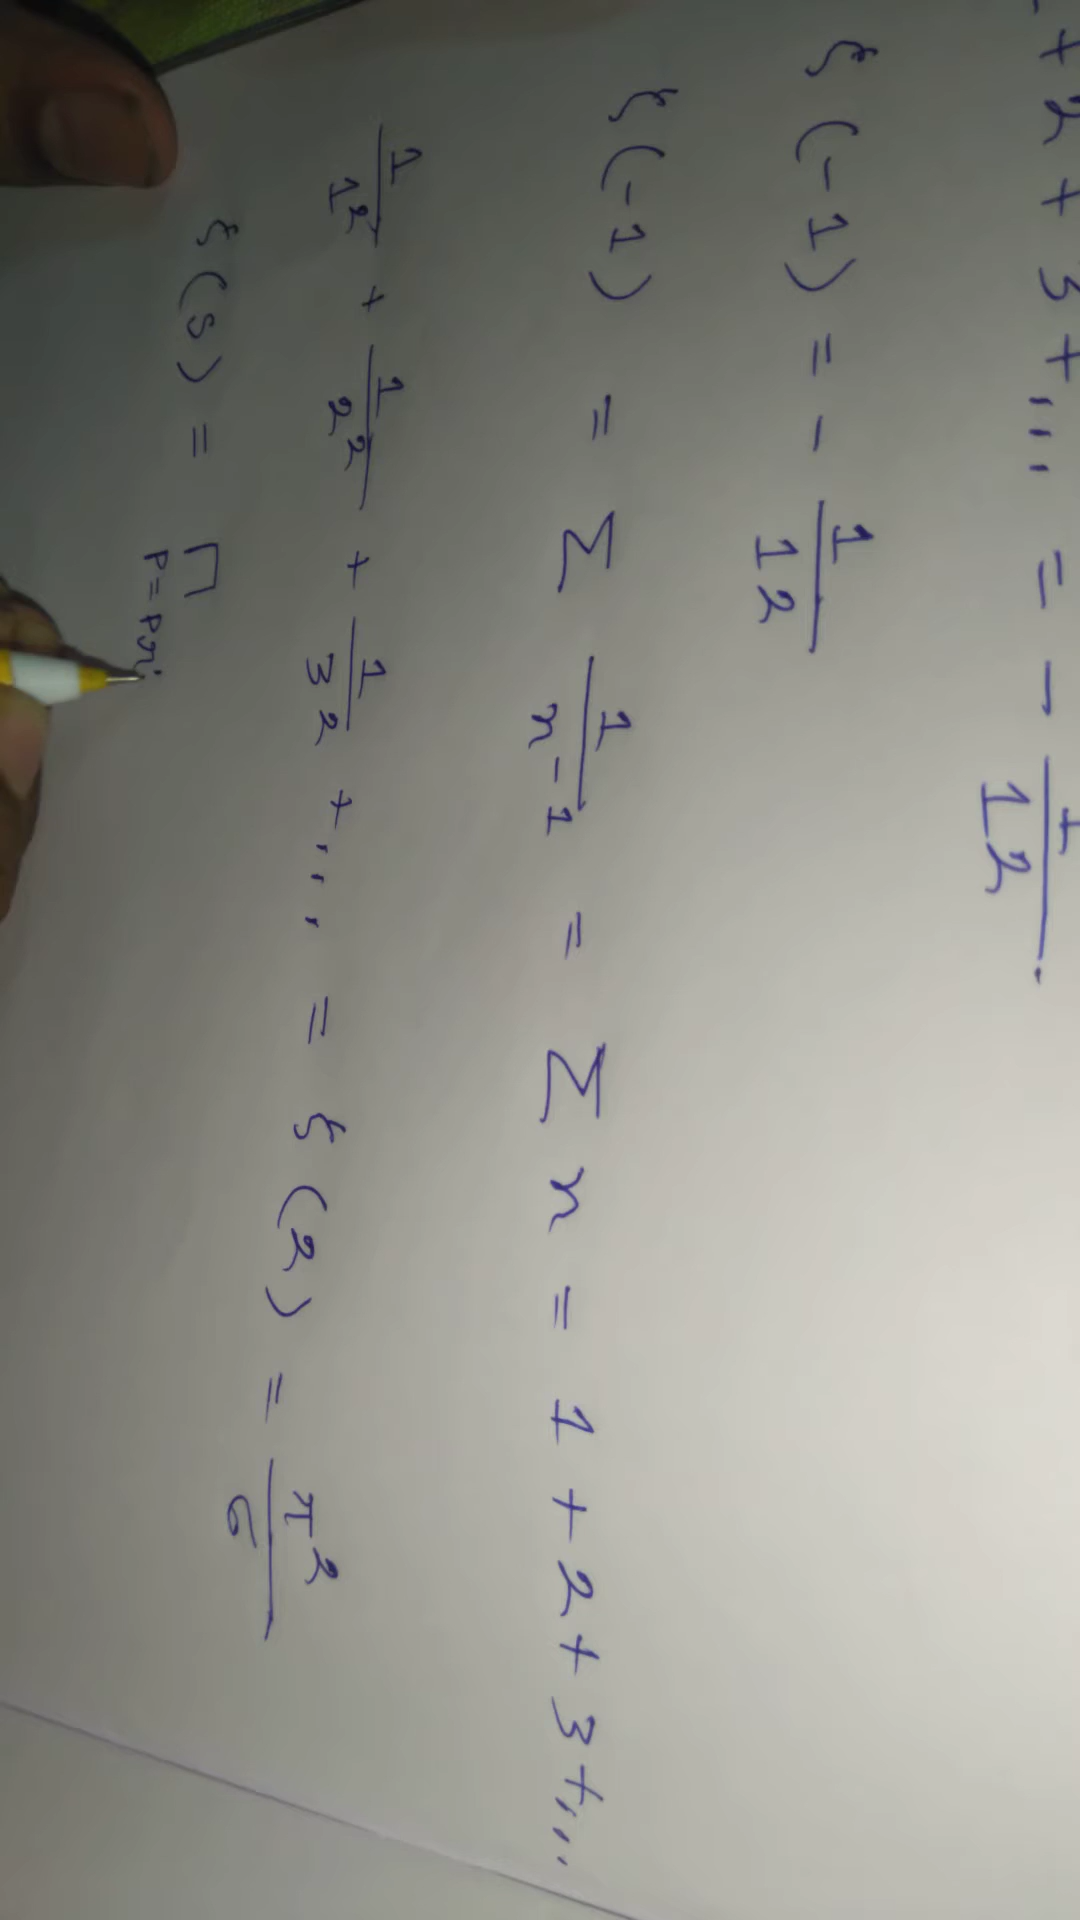 + 2 + 3 + ... = - 1/12.
ξ(-1) = - 1/12
ξ(-1) = Σ 1/n^-1 = Σ n = 1 + 2 + 3 + ...
1/1² + 1/2² + 1/3² + ... = ξ(2) = π²/6
ξ(s) = Π
P = Pri